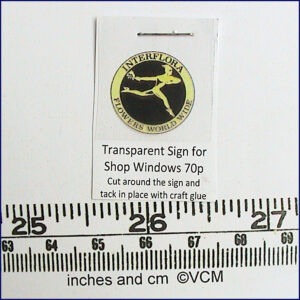 INTERFLORA
FLOWERS WORLD WIDE
Transparent Sign for
Shop Windows 70p
Cut around the sign and
tack in place with craft glue
25 26 27
63 64 65 66 67 68 69
inches and cm ©VCM